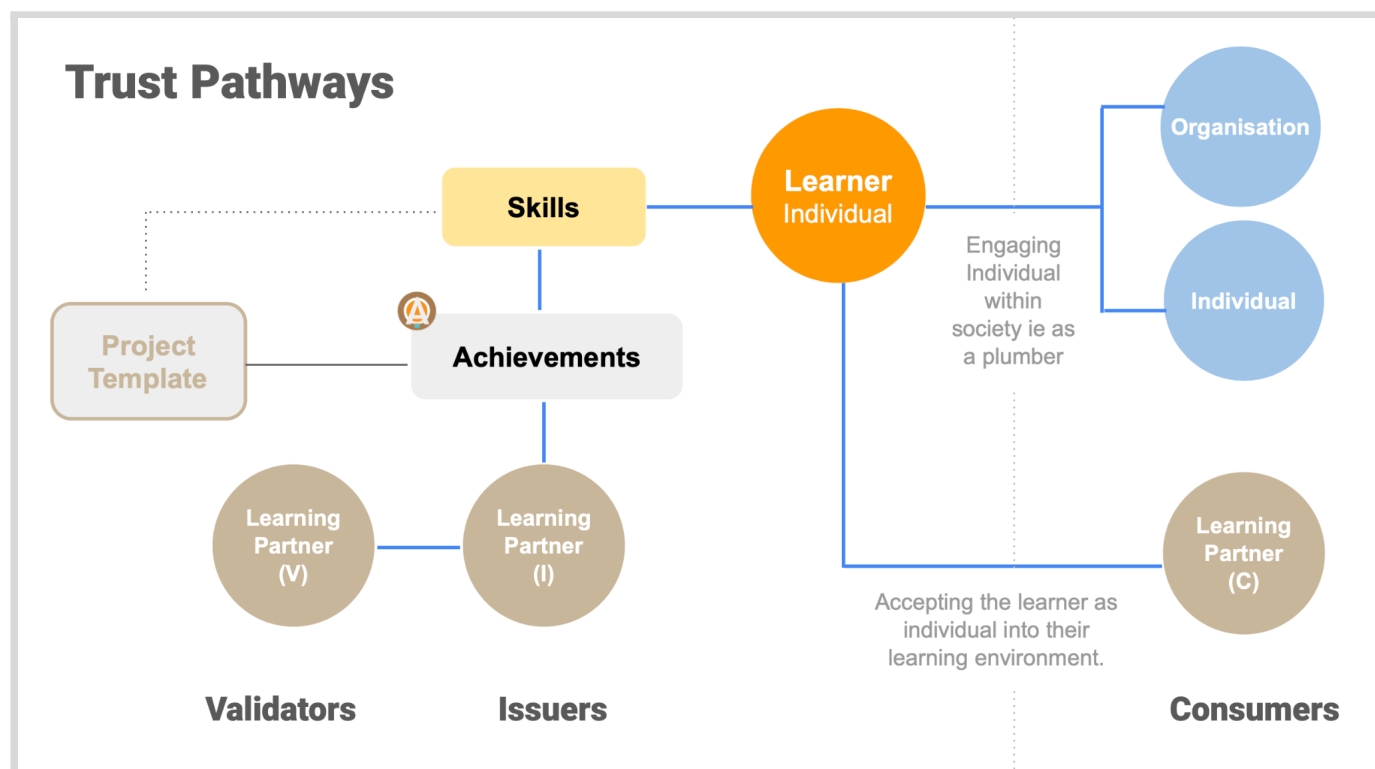 Trust Pathways
Organisation
Learner
Individual
Skills
Engaging
Individual
within
society ie as
a plumber
Individual
Project
Template
Achievements
Learning
Partner
(V)
Learning
Partner
(I)
Learning
Partner
(C)
Accepting the learner as
individual into their
learning environment.
Validators
Issuers
Consumers